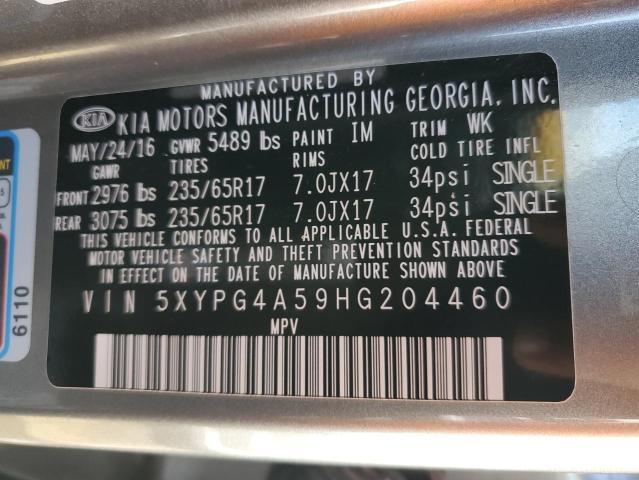 MANUFACTURED BY
KIA KIA MOTORS MANUFACTURING GEORGIA, INC.
MAY/24/16 GVWR 5489 lbs PAINT IM TRIM WK
GAWR TIRES RIMS COLD TIRE INFL
FRONT 2976 lbs 235/65R17 7.0JX17 34psi SINGLE
REAR 3075 lbs 235/65R17 7.0JX17 34psi SINGLE
THIS VEHICLE CONFORMS TO ALL APPLICABLE U.S.A. FEDERAL
MOTOR VEHICLE SAFETY AND THEFT PREVENTION STANDARDS
IN EFFECT ON THE DATE OF MANUFACTURE SHOWN ABOVE
VIN 5XYPG4A59HG204460
MPV
6110